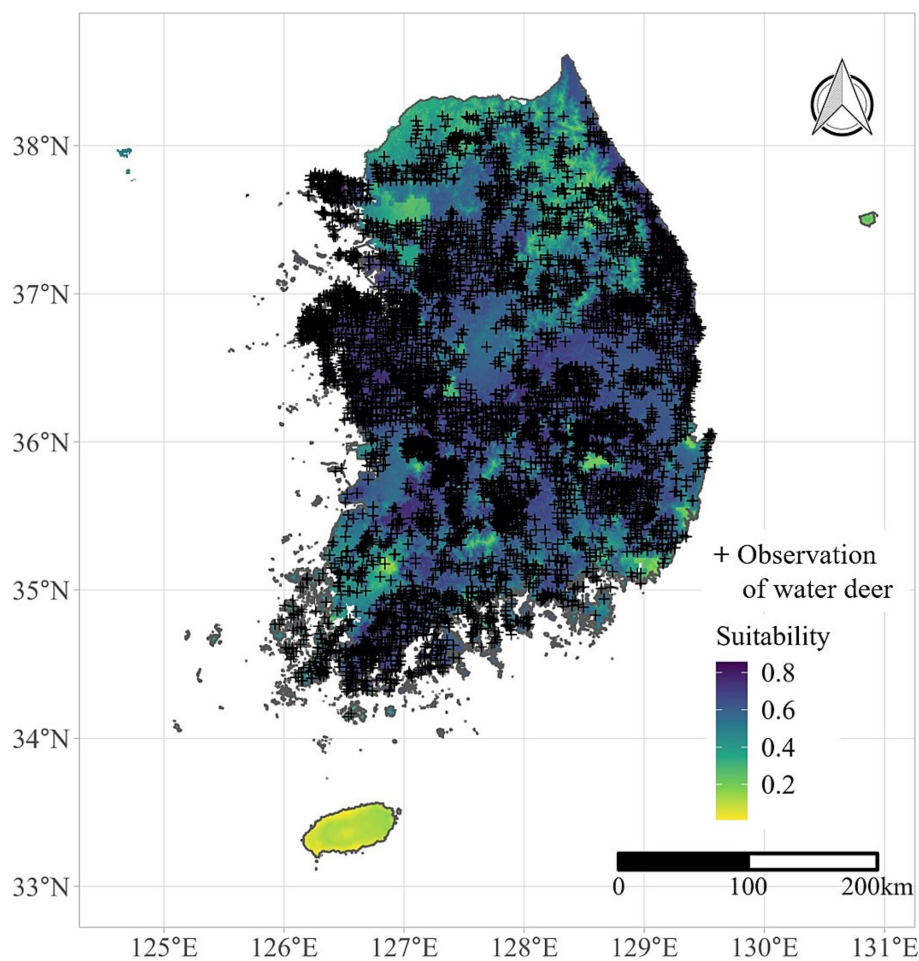 38°N
37°N
36°N
35°N
34°N
33°N
+ Observation
of water deer
Suitability
0.8
0.6
0.4
0.2
0 100 200km
125°E 126°E 127°E 128°E 129°E 130°E 131°E